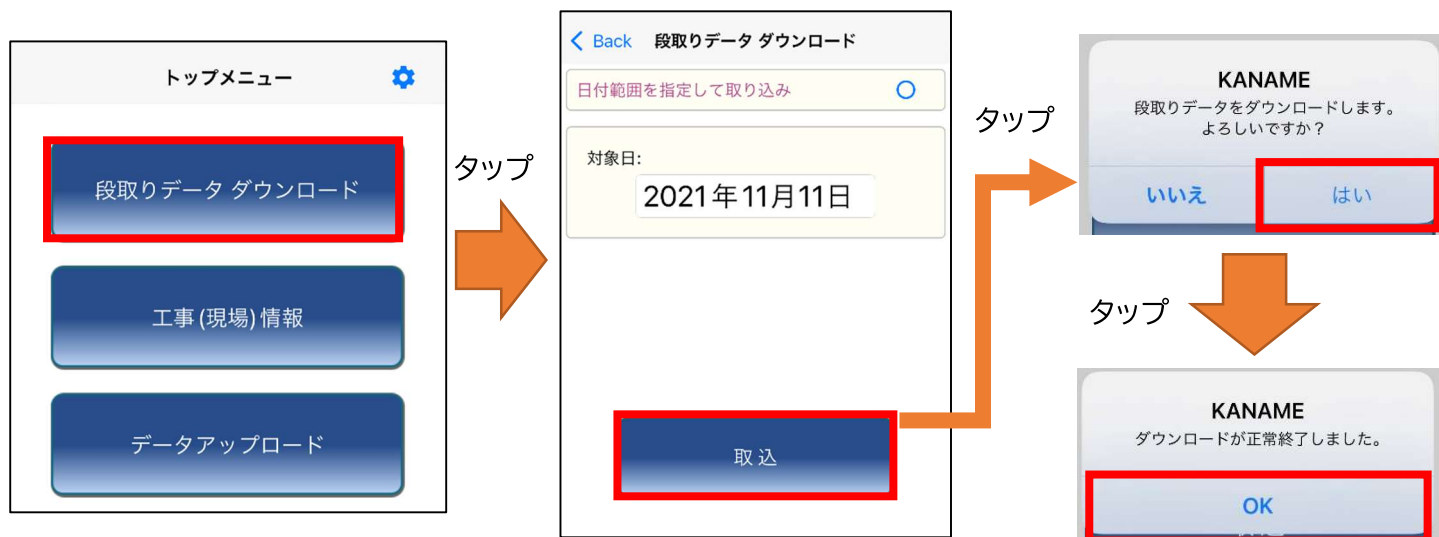 トップメニュー
段取りデータ ダウンロード
工事(現場)情報
データアップロード
タップ
Back 段取りデータ ダウンロード
日付範囲を指定して取り込み
対象日:
2021年11月11日
取込
タップ
KANAME
段取りデータをダウンロードします。
よろしいですか？
いいえ はい
タップ
KANAME
ダウンロードが正常終了しました。
OK